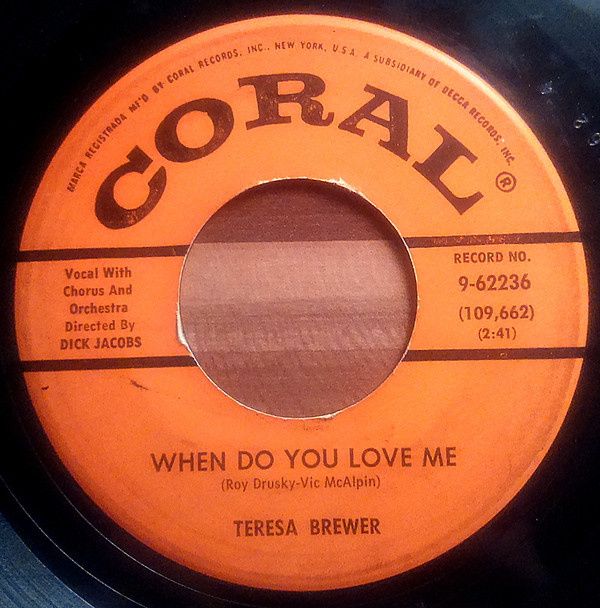 MARCA REGISTRADA MF'D BY CORAL RECORDS, INC., NEW YORK, U.S.A. A SUBSIDIARY OF DECCA RECORDS, INC.
CORAL®
Vocal With
Chorus And
Orchestra
Directed By
DICK JACOBS
RECORD NO.
9-62236
(109,662)
(2:41)
WHEN DO YOU LOVE ME
(Roy Drusky-Vic McAlpin)
TERESA BREWER